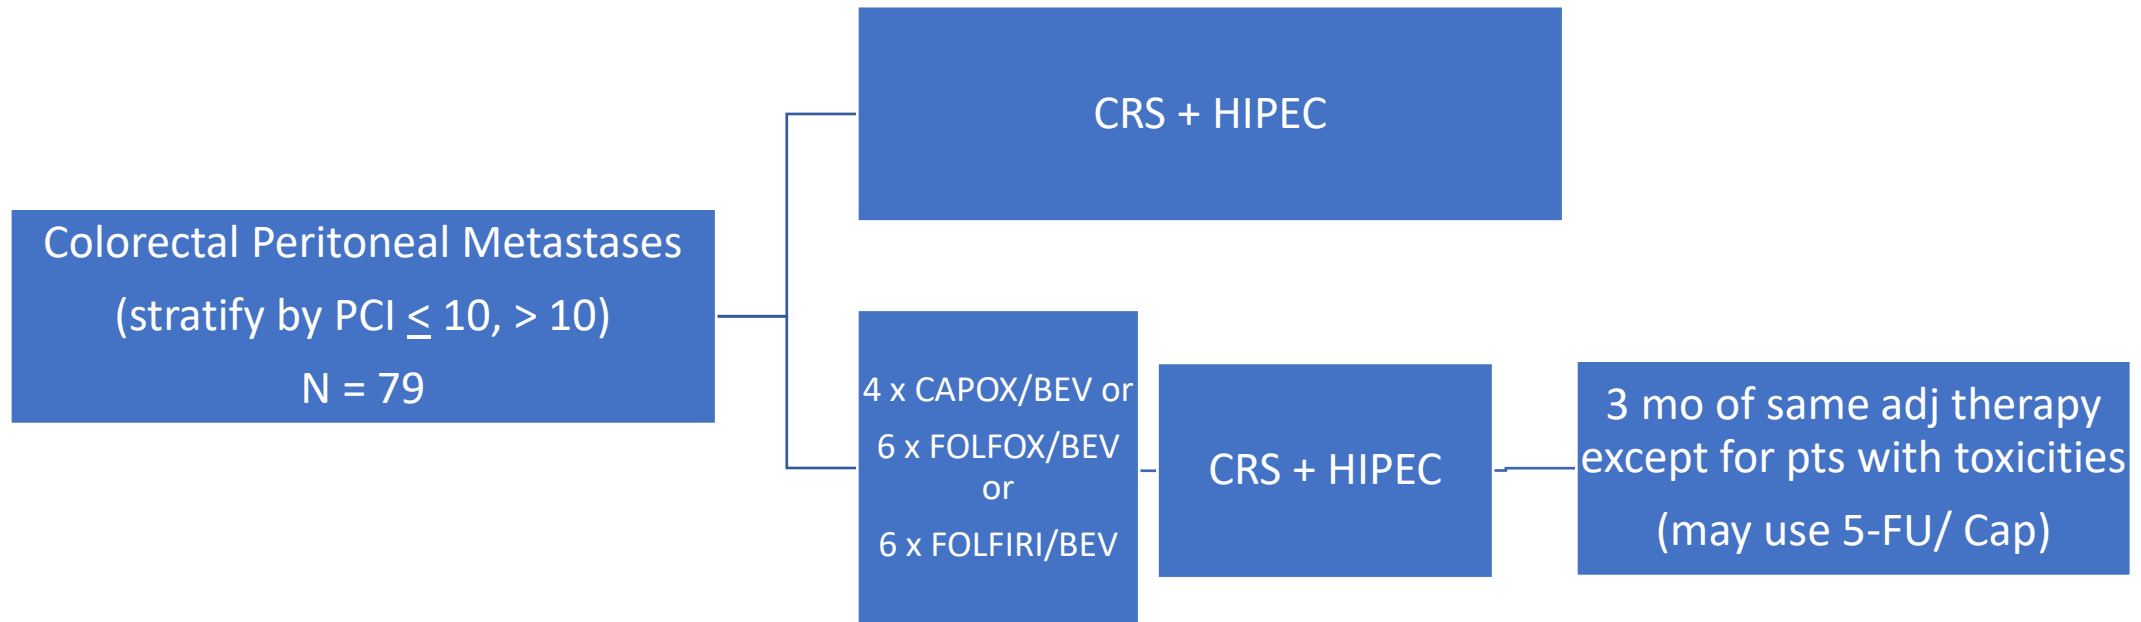 CRS + HIPEC
Colorectal Peritoneal Metastases
(stratify by PCI < 10, > 10)
N = 79
4 x CAPOX/BEV or
6 x FOLFOX/BEV
or
6 x FOLFIRI/BEV
CRS + HIPEC
3 mo of same adj therapy
except for pts with toxicities
(may use 5-FU/ Cap)